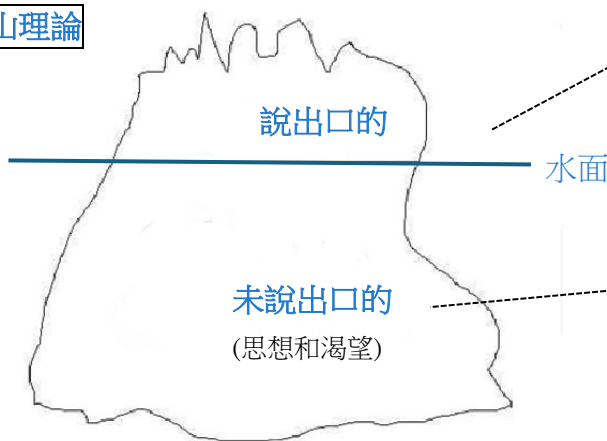 山理論
說出口的
水面
未說出口的
(思想和渴望)